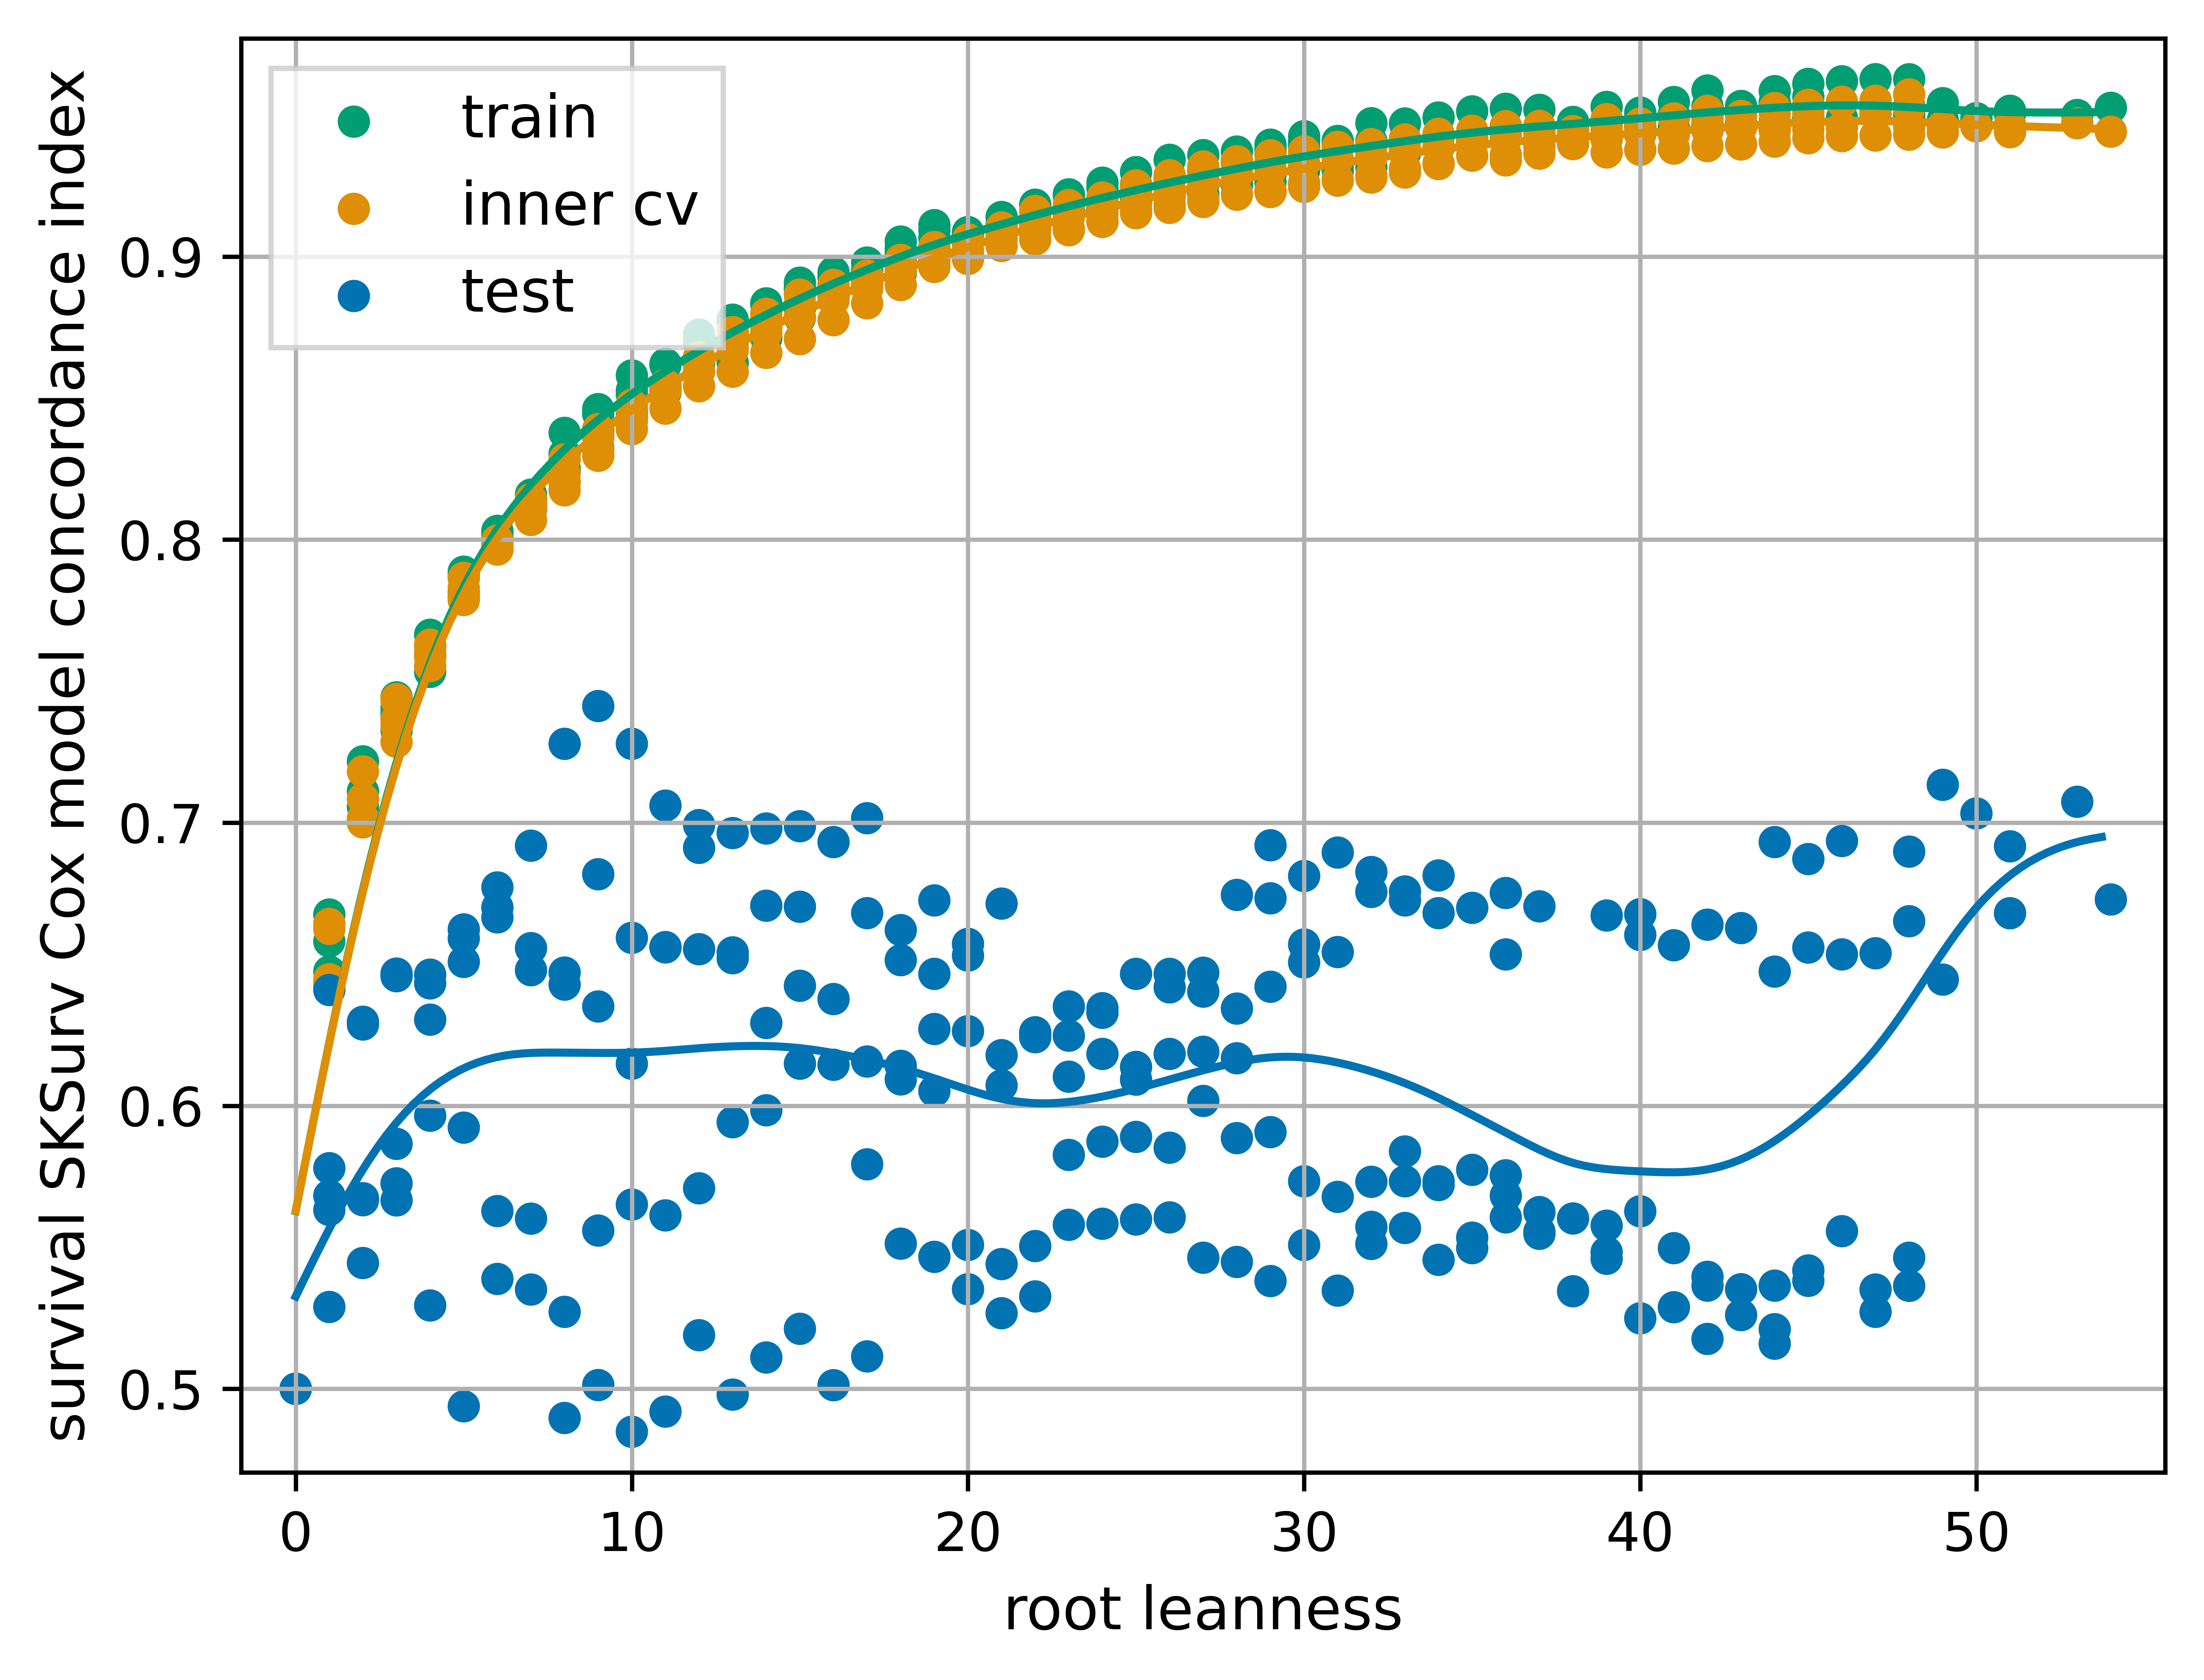 survival SKSurv Cox model concordance index
train
inner cv
test
0.9
0.8
0.7
0.6
0.5
0 10 20 30 40 50
root leanness